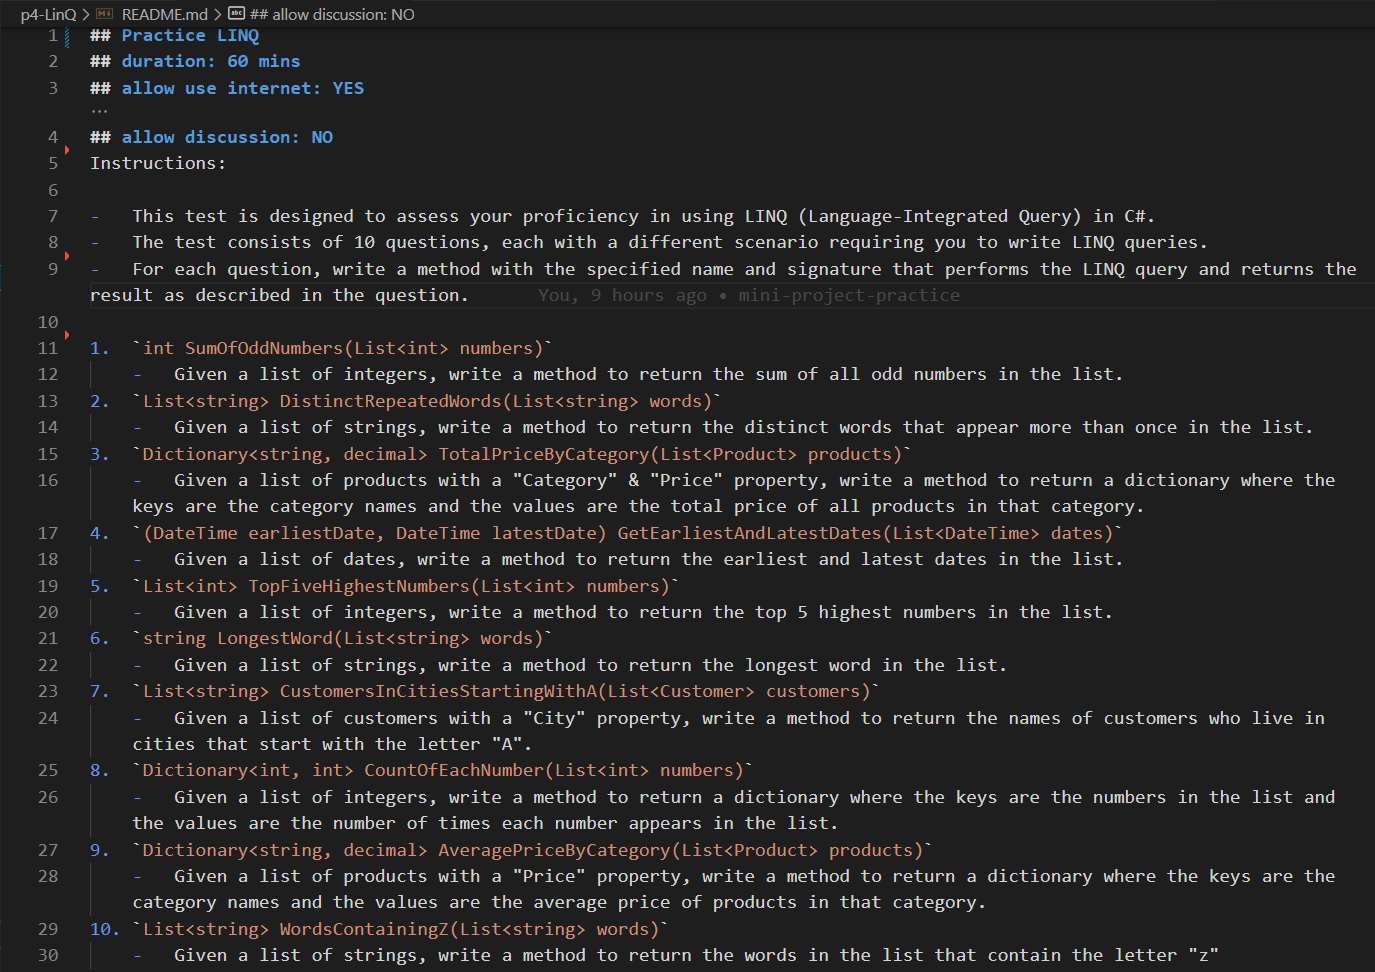 p4-LinQ > README.md > ## allow discussion: NO
1 ## Practice LINQ
2 ## duration: 60 mins
3 ## allow use internet: YES
...
4 ## allow discussion: NO
5 Instructions:
6
7 - This test is designed to assess your proficiency in using LINQ (Language-Integrated Query) in C#.
8 - The test consists of 10 questions, each with a different scenario requiring you to write LINQ queries.
9 - For each question, write a method with the specified name and signature that performs the LINQ query and returns the
result as described in the question. You, 9 hours ago • mini-project-practice
10
11 1. `int SumOfOddNumbers(List<int> numbers)`
12 - Given a list of integers, write a method to return the sum of all odd numbers in the list.
13 2. `List<string> DistinctRepeatedWords(List<string> words)`
14 - Given a list of strings, write a method to return the distinct words that appear more than once in the list.
15 3. `Dictionary<string, decimal> TotalPriceByCategory(List<Product> products)`
16 - Given a list of products with a "Category" & "Price" property, write a method to return a dictionary where the
keys are the category names and the values are the total price of all products in that category.
17 4. `(DateTime earliestDate, DateTime latestDate) GetEarliestAndLatestDates(List<DateTime> dates)`
18 - Given a list of dates, write a method to return the earliest and latest dates in the list.
19 5. `List<int> TopFiveHighestNumbers(List<int> numbers)`
20 - Given a list of integers, write a method to return the top 5 highest numbers in the list.
21 6. `string LongestWord(List<string> words)`
22 - Given a list of strings, write a method to return the longest word in the list.
23 7. `List<string> CustomersInCitiesStartingWithA(List<Customer> customers)`
24 - Given a list of customers with a "City" property, write a method to return the names of customers who live in
cities that start with the letter "A".
25 8. `Dictionary<int, int> CountOfEachNumber(List<int> numbers)`
26 - Given a list of integers, write a method to return a dictionary where the keys are the numbers in the list and
the values are the number of times each number appears in the list.
27 9. `Dictionary<string, decimal> AveragePriceByCategory(List<Product> products)`
28 - Given a list of products with a "Price" property, write a method to return a dictionary where the keys are the
category names and the values are the average price of products in that category.
29 10. `List<string> WordsContainingZ(List<string> words)`
30 - Given a list of strings, write a method to return the words in the list that contain the letter "z"